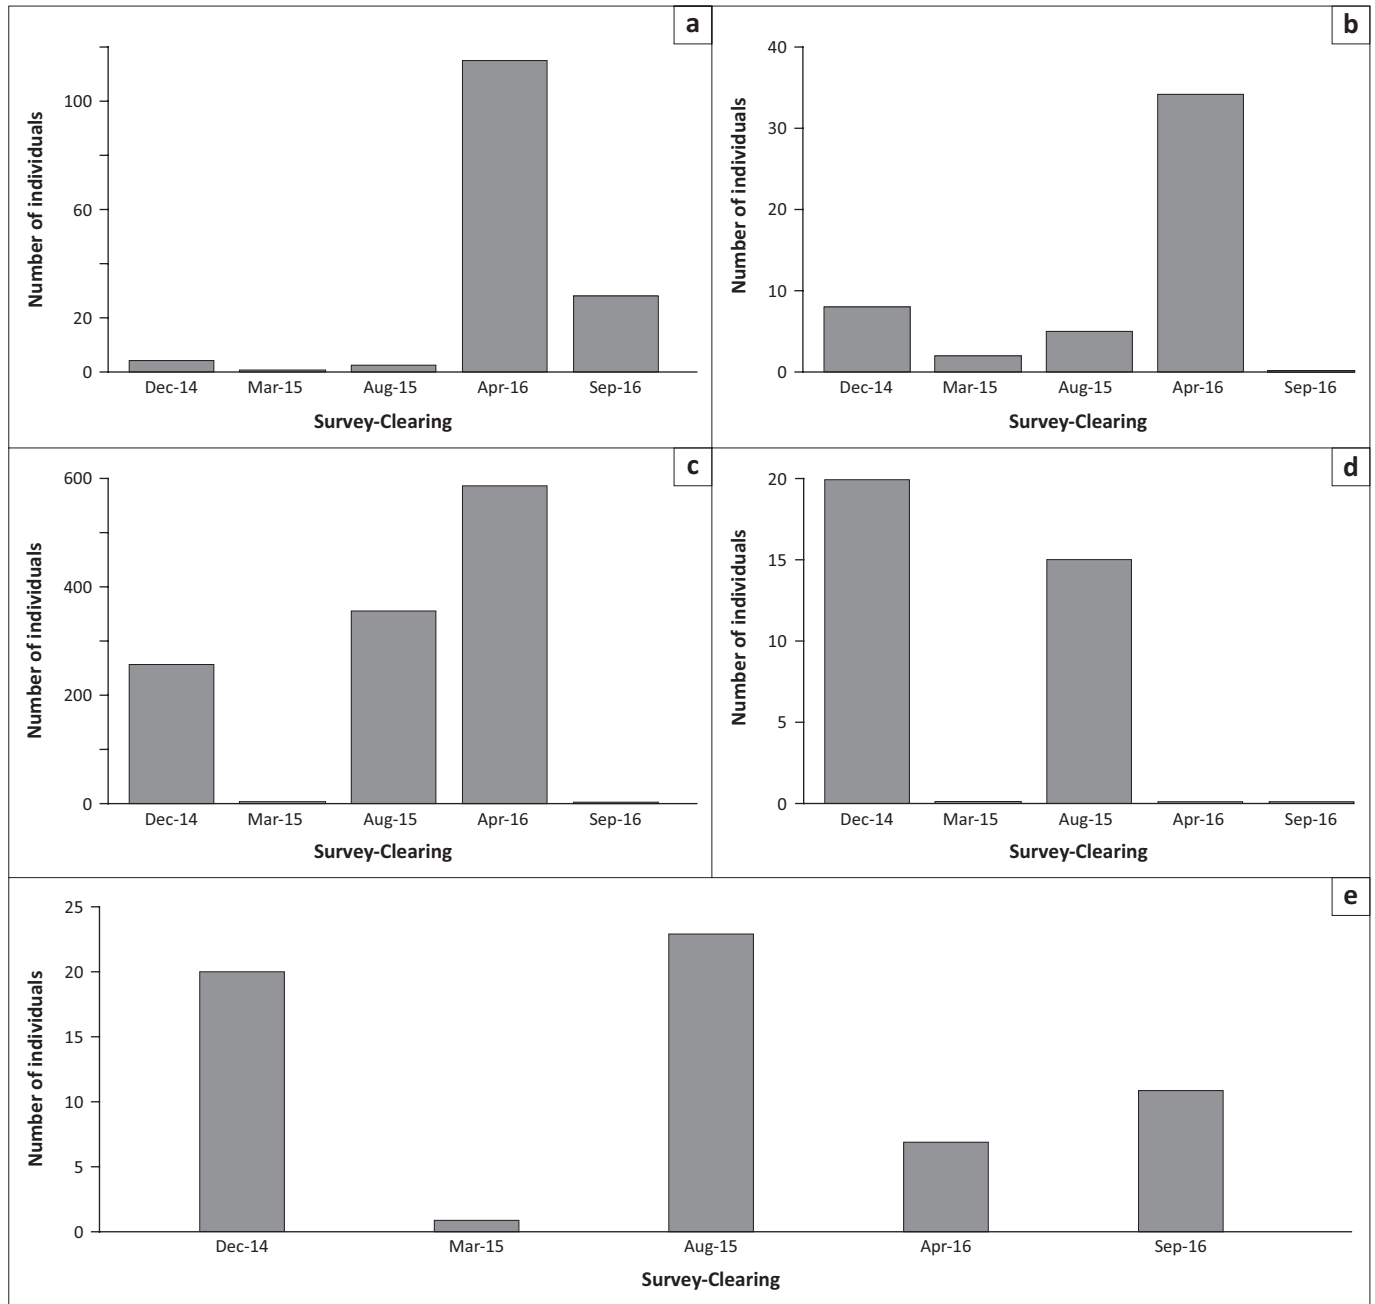 a
Number of individuals
100
60
20
0
Dec-14 Mar-15 Aug-15 Apr-16 Sep-16
Survey-Clearing
b
Number of individuals
40
30
20
10
0
Dec-14 Mar-15 Aug-15 Apr-16 Sep-16
Survey-Clearing
c
Number of individuals
600
400
200
0
Dec-14 Mar-15 Aug-15 Apr-16 Sep-16
Survey-Clearing
d
Number of individuals
20
15
10
5
0
Dec-14 Mar-15 Aug-15 Apr-16 Sep-16
Survey-Clearing
e
Number of individuals
25
20
15
10
5
0
Dec-14 Mar-15 Aug-15 Apr-16 Sep-16
Survey-Clearing